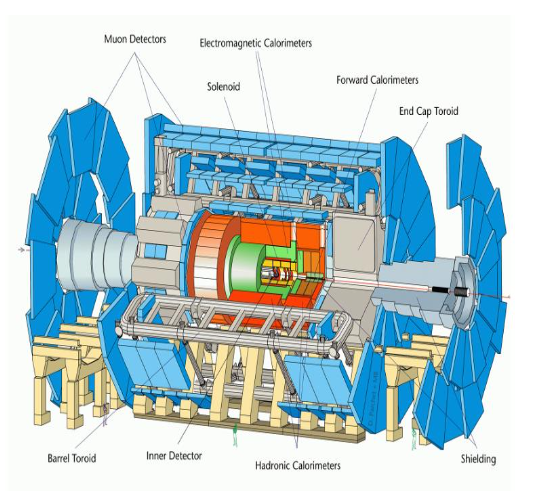 Muon Detectors
Electromagnetic Calorimeters
Solenoid
Forward Calorimeters
End Cap Toroid
Barrel Toroid
Inner Detector
Hadronic Calorimeters
Shielding